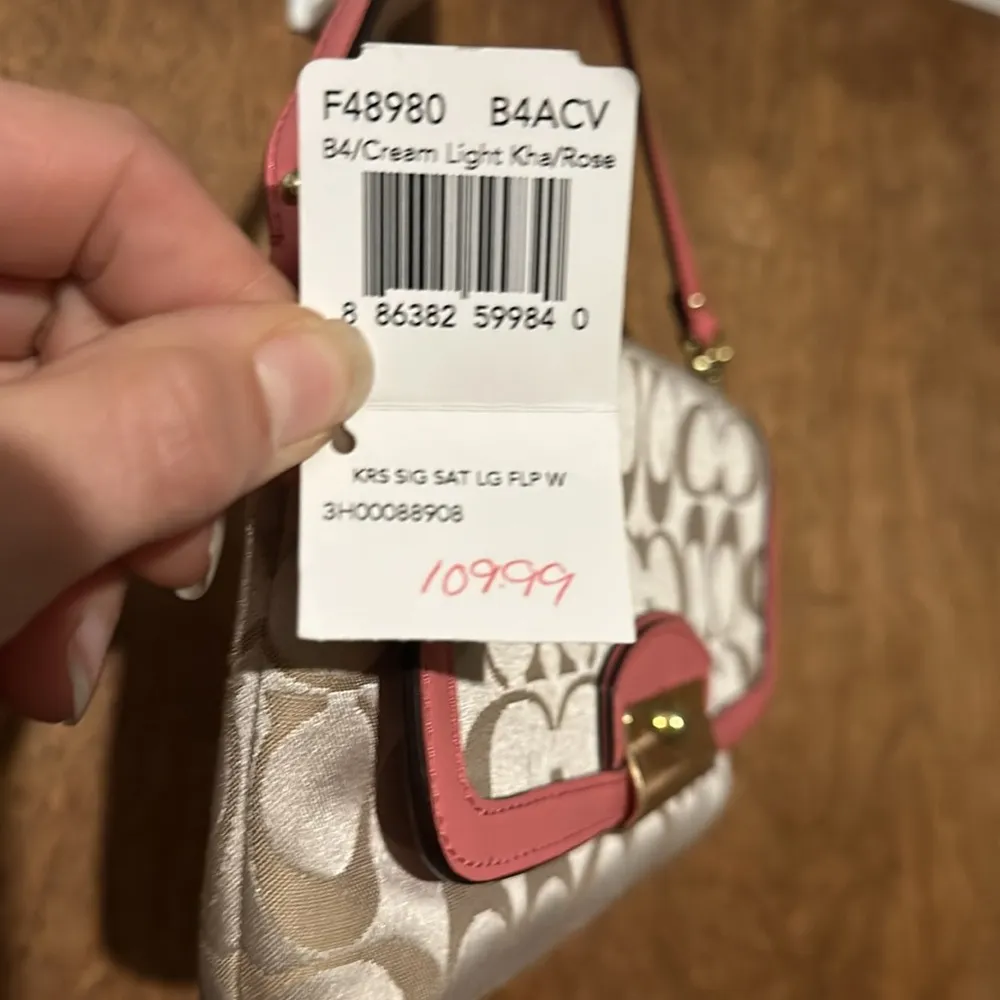 F48980 B4ACV
B4/Cream Light Kha/Rose
8 86382 59984 0
KRS SIG SAT LG FLP W
3H00088908
109.99